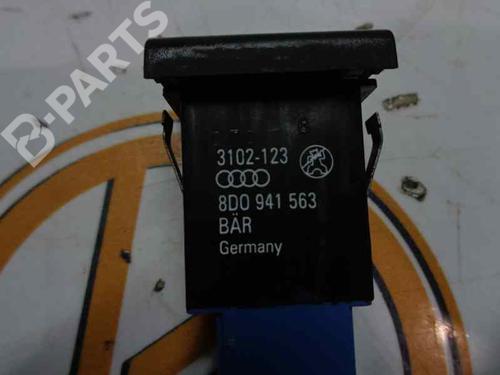 B-PARTS
3102-123
8D0 941 563
BÄR
Germany